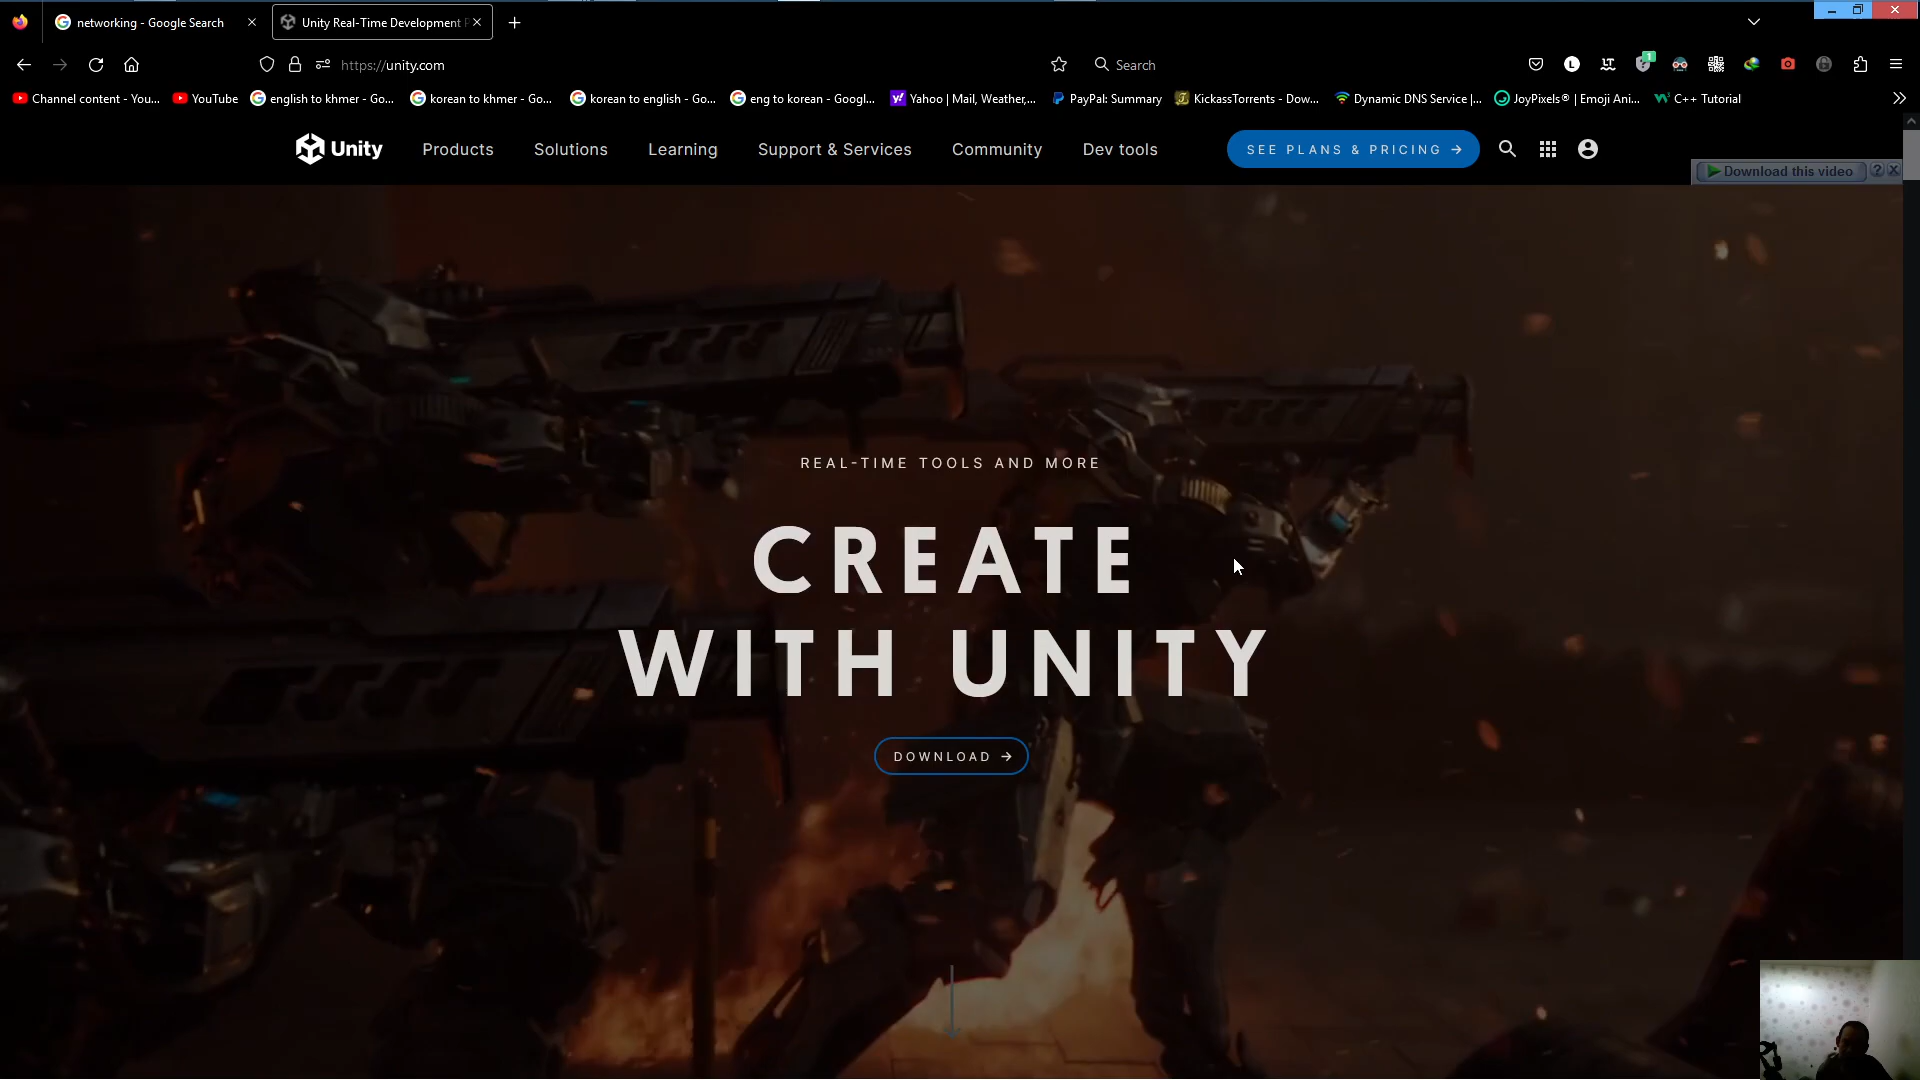 networking - Google Search
Unity Real-Time Development P
https://unity.com
Search
1
Channel content - You...
YouTube
english to khmer - Go...
korean to khmer - Go...
korean to english - Go...
eng to korean - Googl...
Yahoo | Mail, Weather,...
PayPal: Summary
KickassTorrents - Dow...
Dynamic DNS Service |...
JoyPixels® | Emoji Ani...
C++ Tutorial
Unity
Products
Solutions
Learning
Support & Services
Community
Dev tools
SEE PLANS & PRICING →
Download this video
REAL-TIME TOOLS AND MORE
CREATE
WITH UNITY
DOWNLOAD →